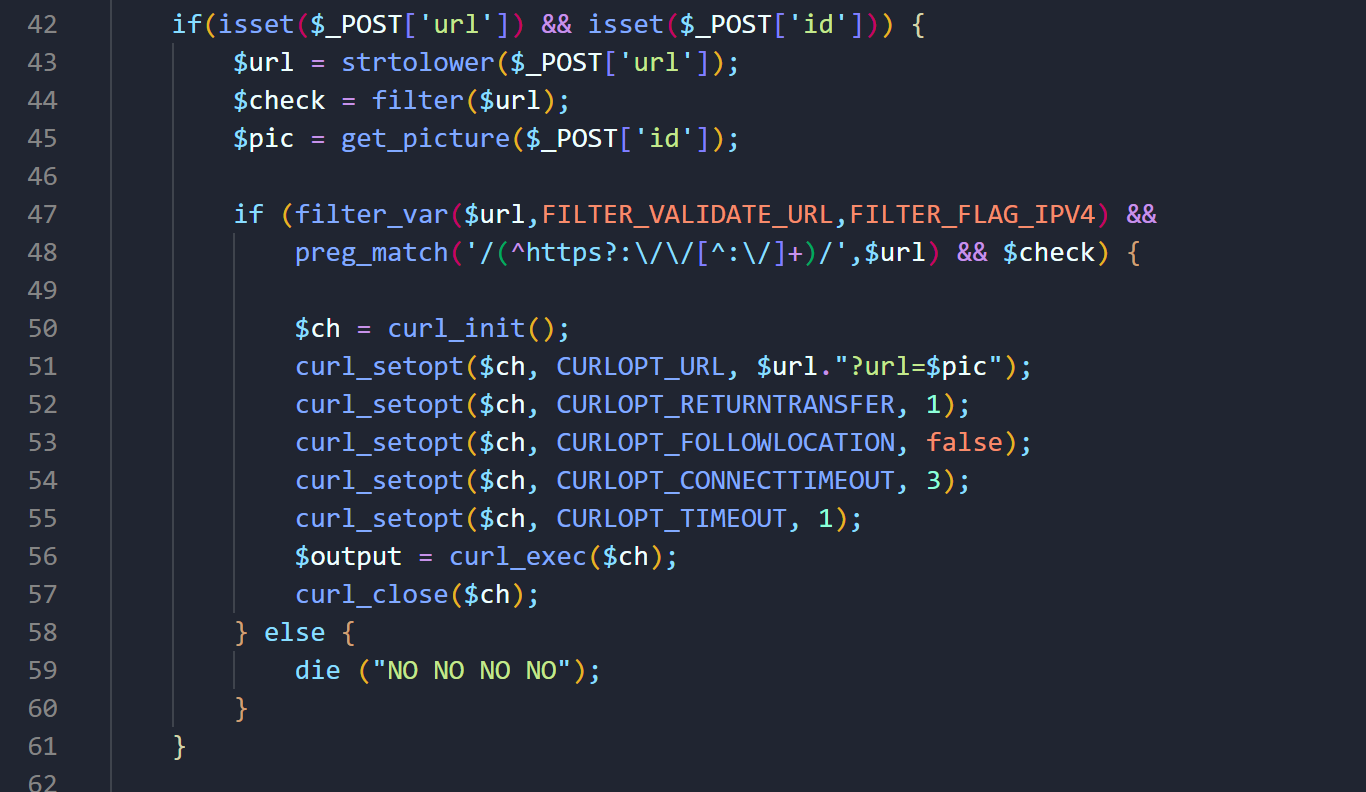 42 if(isset($_POST['url']) && isset($_POST['id'])) {
43 $url = strtolower($_POST['url']);
44 $check = filter($url);
45 $pic = get_picture($_POST['id']);
46
47 if (filter_var($url,FILTER_VALIDATE_URL,FILTER_FLAG_IPV4) &&
48 preg_match('/(^https?:\/\/[^:\/]+)/',$url) && $check) {
49
50 $ch = curl_init();
51 curl_setopt($ch, CURLOPT_URL, $url."?url=$pic");
52 curl_setopt($ch, CURLOPT_RETURNTRANSFER, 1);
53 curl_setopt($ch, CURLOPT_FOLLOWLOCATION, false);
54 curl_setopt($ch, CURLOPT_CONNECTTIMEOUT, 3);
55 curl_setopt($ch, CURLOPT_TIMEOUT, 1);
56 $output = curl_exec($ch);
57 curl_close($ch);
58 } else {
59 die ("NO NO NO NO");
60 }
61 }
62